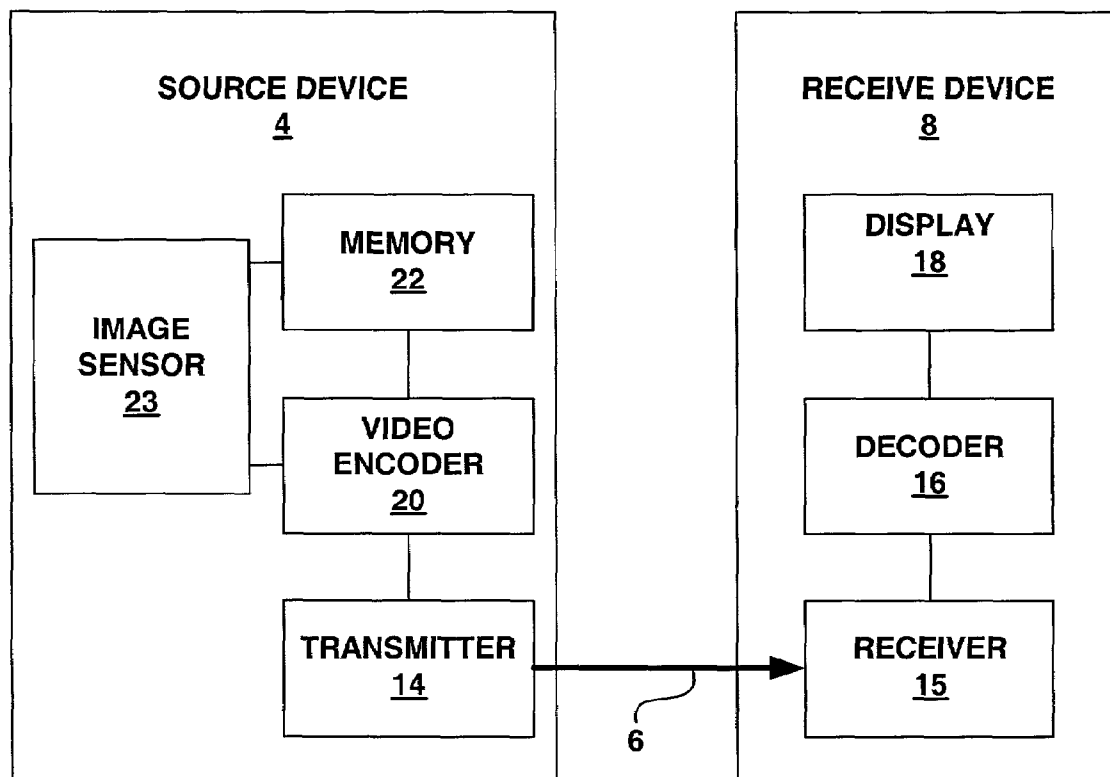 SOURCE DEVICE
4
MEMORY
22
IMAGE
SENSOR
23
VIDEO
ENCODER
20
TRANSMITTER
14
6
RECEIVE DEVICE
8
DISPLAY
18
DECODER
16
RECEIVER
15